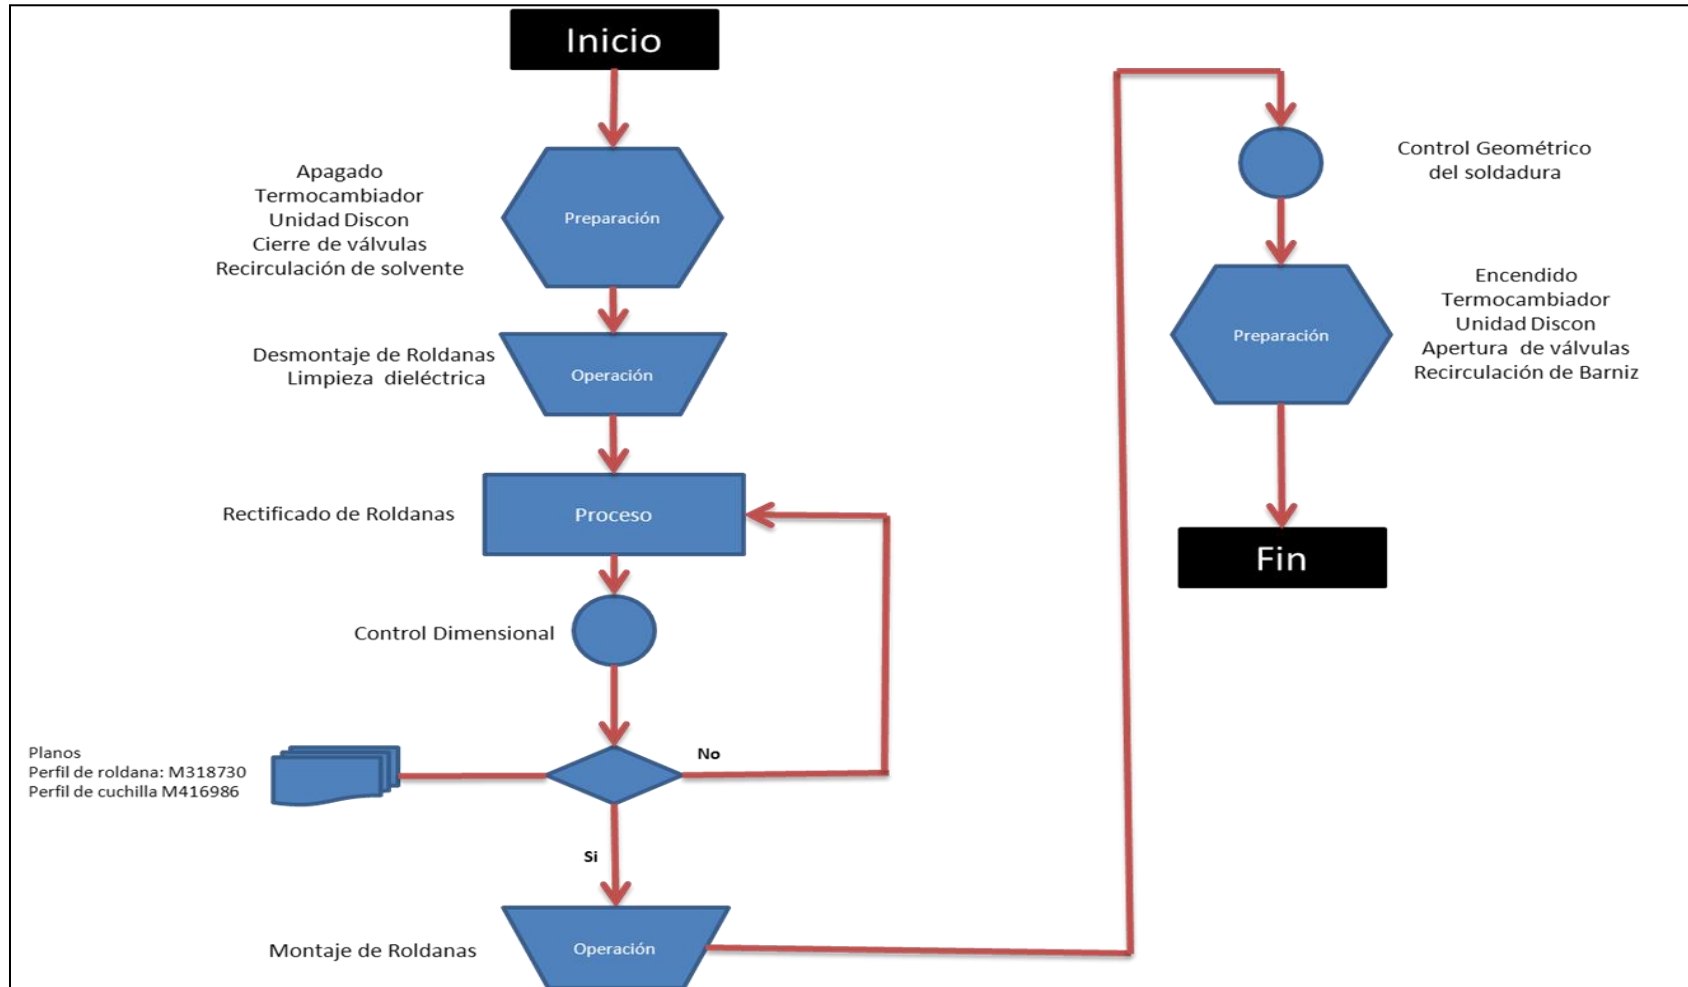 Inicio
Apagado
Termocambiador
Unidad Discon
Cierre de válvulas
Recirculación de solvente
Preparación
Desmontaje de Roldanas
Limpieza dieléctrica
Operación
Rectificado de Roldanas
Proceso
Control Dimensional
Planos
Perfil de roldana: M318730
Perfil de cuchilla M416986
No
Si
Montaje de Roldanas
Operación
Control Geométrico
del soldadura
Preparación
Encendido
Termocambiador
Unidad Discon
Apertura de válvulas
Recirculación de Barniz
Fin